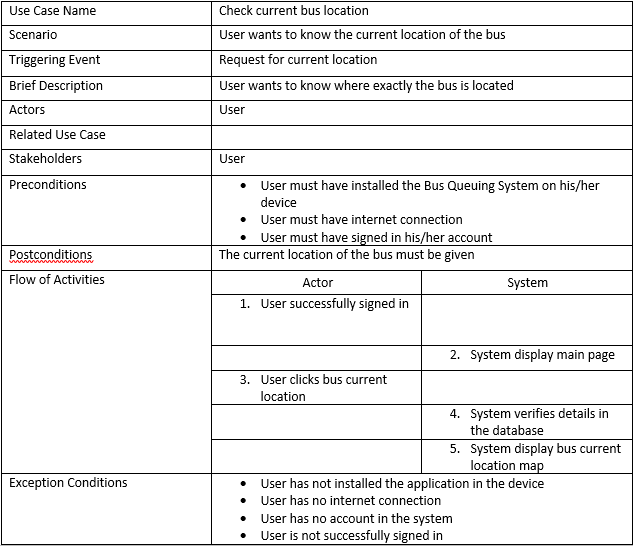 Use Case Name Check current bus location
Scenario User wants to know the current location of the bus
Triggering Event Request for current location
Brief Description User wants to know where exactly the bus is located
Actors User
Related Use Case
Stakeholders User
Preconditions • User must have installed the Bus Queuing System on his/her
device
• User must have internet connection
• User must have signed in his/her account
Postconditions The current location of the bus must be given
Flow of Activities Actor System
1. User successfully signed in
2. System display main page
3. User clicks bus current
location
4. System verifies details in
the database
5. System display bus current
location map
Exception Conditions • User has not installed the application in the device
• User has no internet connection
• User has no account in the system
• User is not successfully signed in